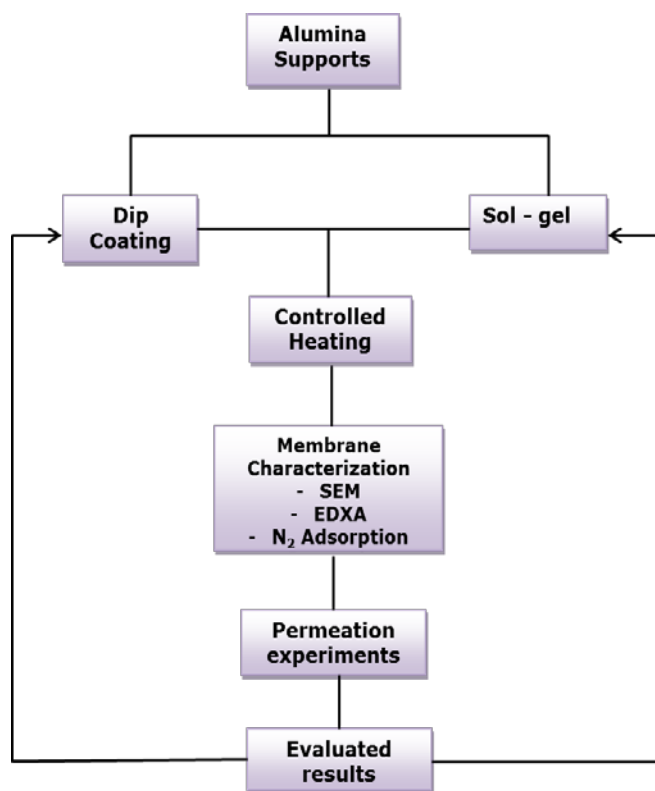 Alumina
Supports
Dip
Coating
Sol - gel
Controlled
Heating
Membrane
Characterization
- SEM
- EDXA
- N₂ Adsorption
Permeation
experiments
Evaluated
results